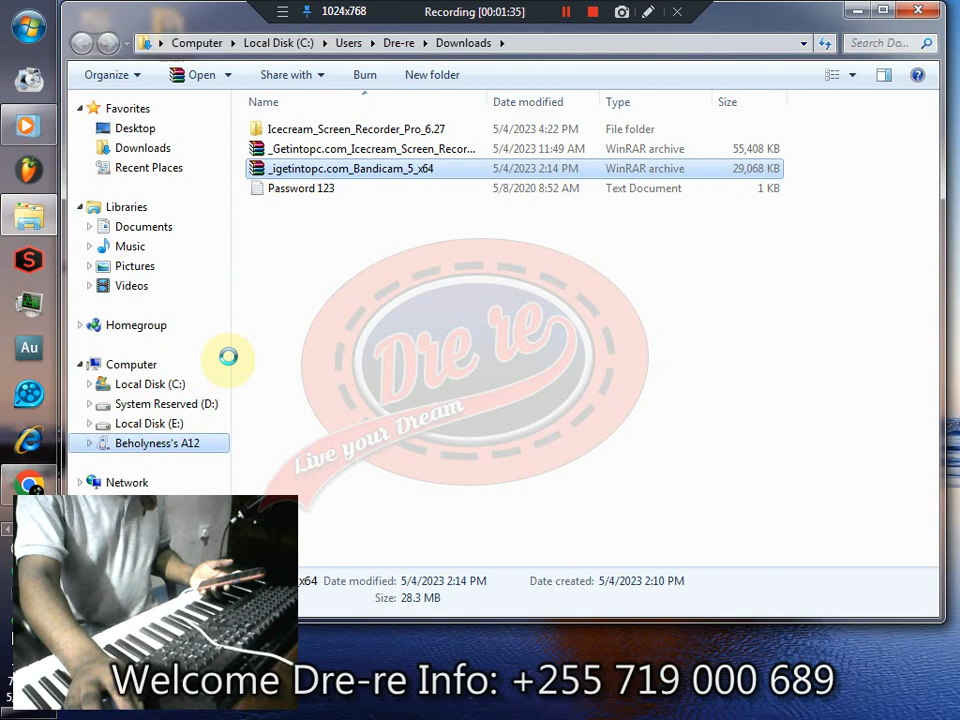 1024x768
Recording [00:01:35]
Computer
Local Disk (C:)
Users
Dre-re
Downloads
Search Do...
Organize
Open
Share with
Burn
New folder
Name
Date modified
Type
Size
Icecream_Screen_Recorder_Pro_6.27 5/4/2023 4:22 PM File folder
_Getintopc.com_Icecream_Screen_Recor... 5/4/2023 11:49 AM WinRAR archive 55,408 KB
_igetintopc.com_Bandicam_5_x64 5/4/2023 2:14 PM WinRAR archive 29,068 KB
Password 123 5/8/2020 8:52 AM Text Document 1 KB
Favorites
Desktop
Downloads
Recent Places
Libraries
Documents
Music
Pictures
Videos
Homegroup
Computer
Local Disk (C:)
System Reserved (D:)
Local Disk (E:)
Beholyness's A12
Network
Au
Dre re
Live your Dream
x64 Date modified: 5/4/2023 2:14 PM Date created: 5/4/2023 2:10 PM
Size: 28.3 MB
Welcome Dre-re Info: +255 719 000 689